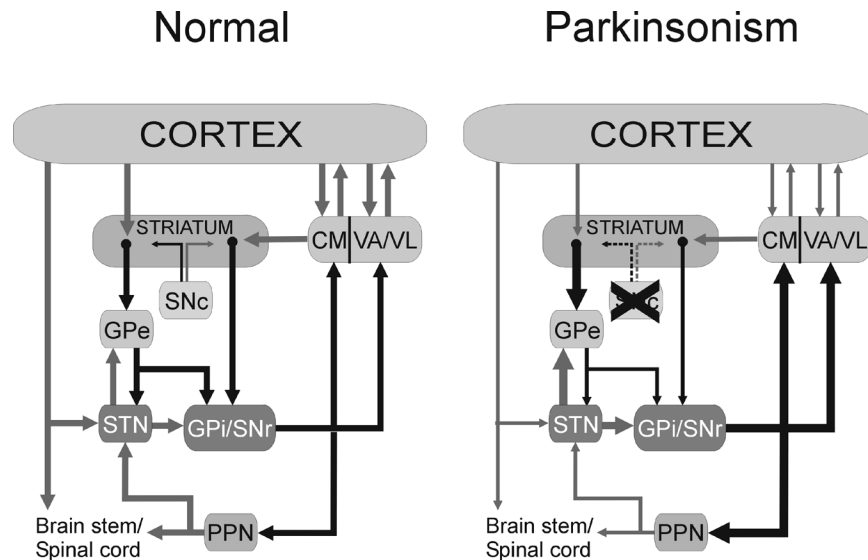 Normal
CORTEX
STRIATUM
CM
VA/VL
SNc
GPe
STN
GPi/SNr
Brain stem/
Spinal cord
PPN
Parkinsonism
CORTEX
STRIATUM
CM
VA/VL
SNc
GPe
STN
GPi/SNr
Brain stem/
Spinal cord
PPN